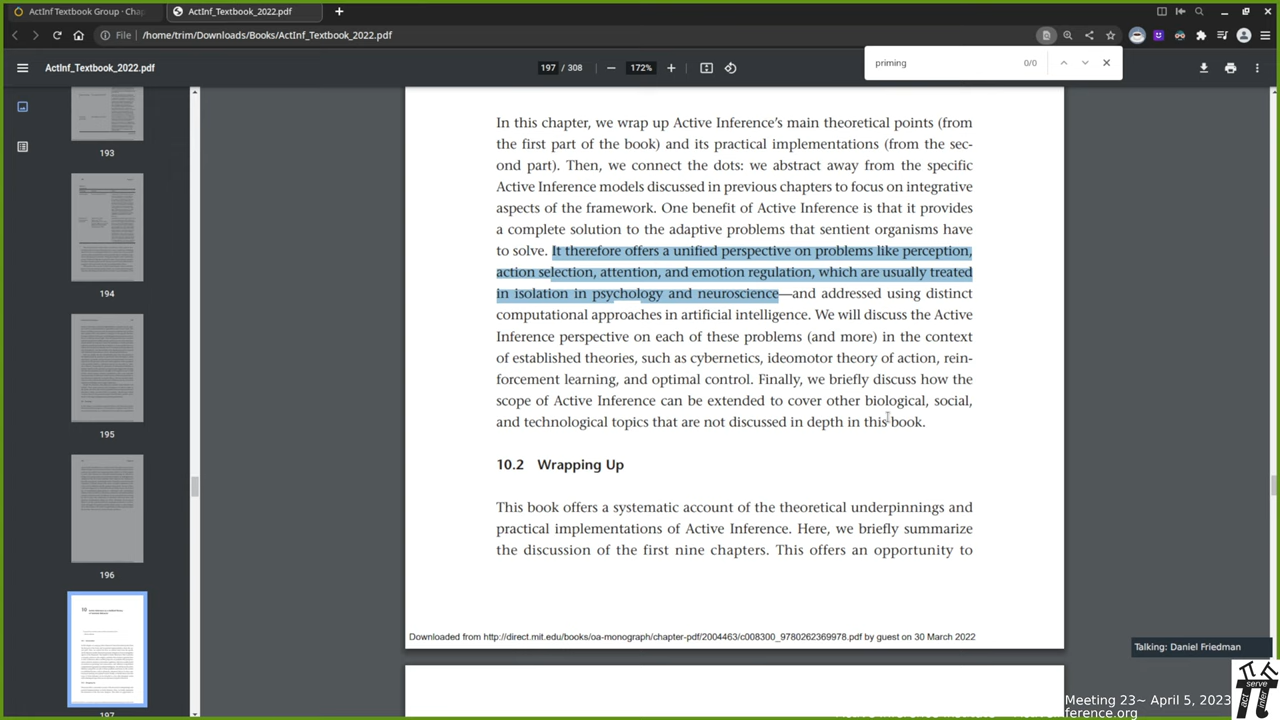 ActInf Textbook Group - Chap
ActInf_Textbook_2022.pdf
File
/home/trim/Downloads/Books/ActInf_Textbook_2022.pdf
priming
0/0
ActInf_Textbook_2022.pdf
197 / 308
172%
193
194
195
196
197
In this chapter, we wrap up Active Inference's main theoretical points (from
the first part of the book) and its practical implementations (from the sec-
ond part). Then, we connect the dots: we abstract away from the specific
Active Inference models discussed in previous chapters to focus on integrative
aspects of the framework. One benefit of Active Inference is that it provides
a complete solution to the adaptive problems that sentient organisms have
to solve. It therefore offers a unified perspective on problems like perception,
action selection, attention, and emotion regulation, which are usually treated
in isolation in psychology and neuroscience—and addressed using distinct
computational approaches in artificial intelligence. We will discuss the Active
Inference perspective on each of these problems (and more) in the context
of established theories, such as cybernetics, ideomotor theory of action, rein-
forcement learning, and optimal control. Finally, we briefly discuss how the
scope of Active Inference can be extended to cover other biological, social,
and technological topics that are not discussed in depth in this book.
10.2 Wrapping Up
This book offers a systematic account of the theoretical underpinnings and
practical implementations of Active Inference. Here, we briefly summarize
the discussion of the first nine chapters. This offers an opportunity to
Downloaded from http://direct.mit.edu/books/oa-monograph/chapter-pdf/2004463/c008300_9780262369978.pdf by guest on 30 March 2022
Talking: Daniel Friedman
Meeting 23~ April 5, 2023
serve
act
inter